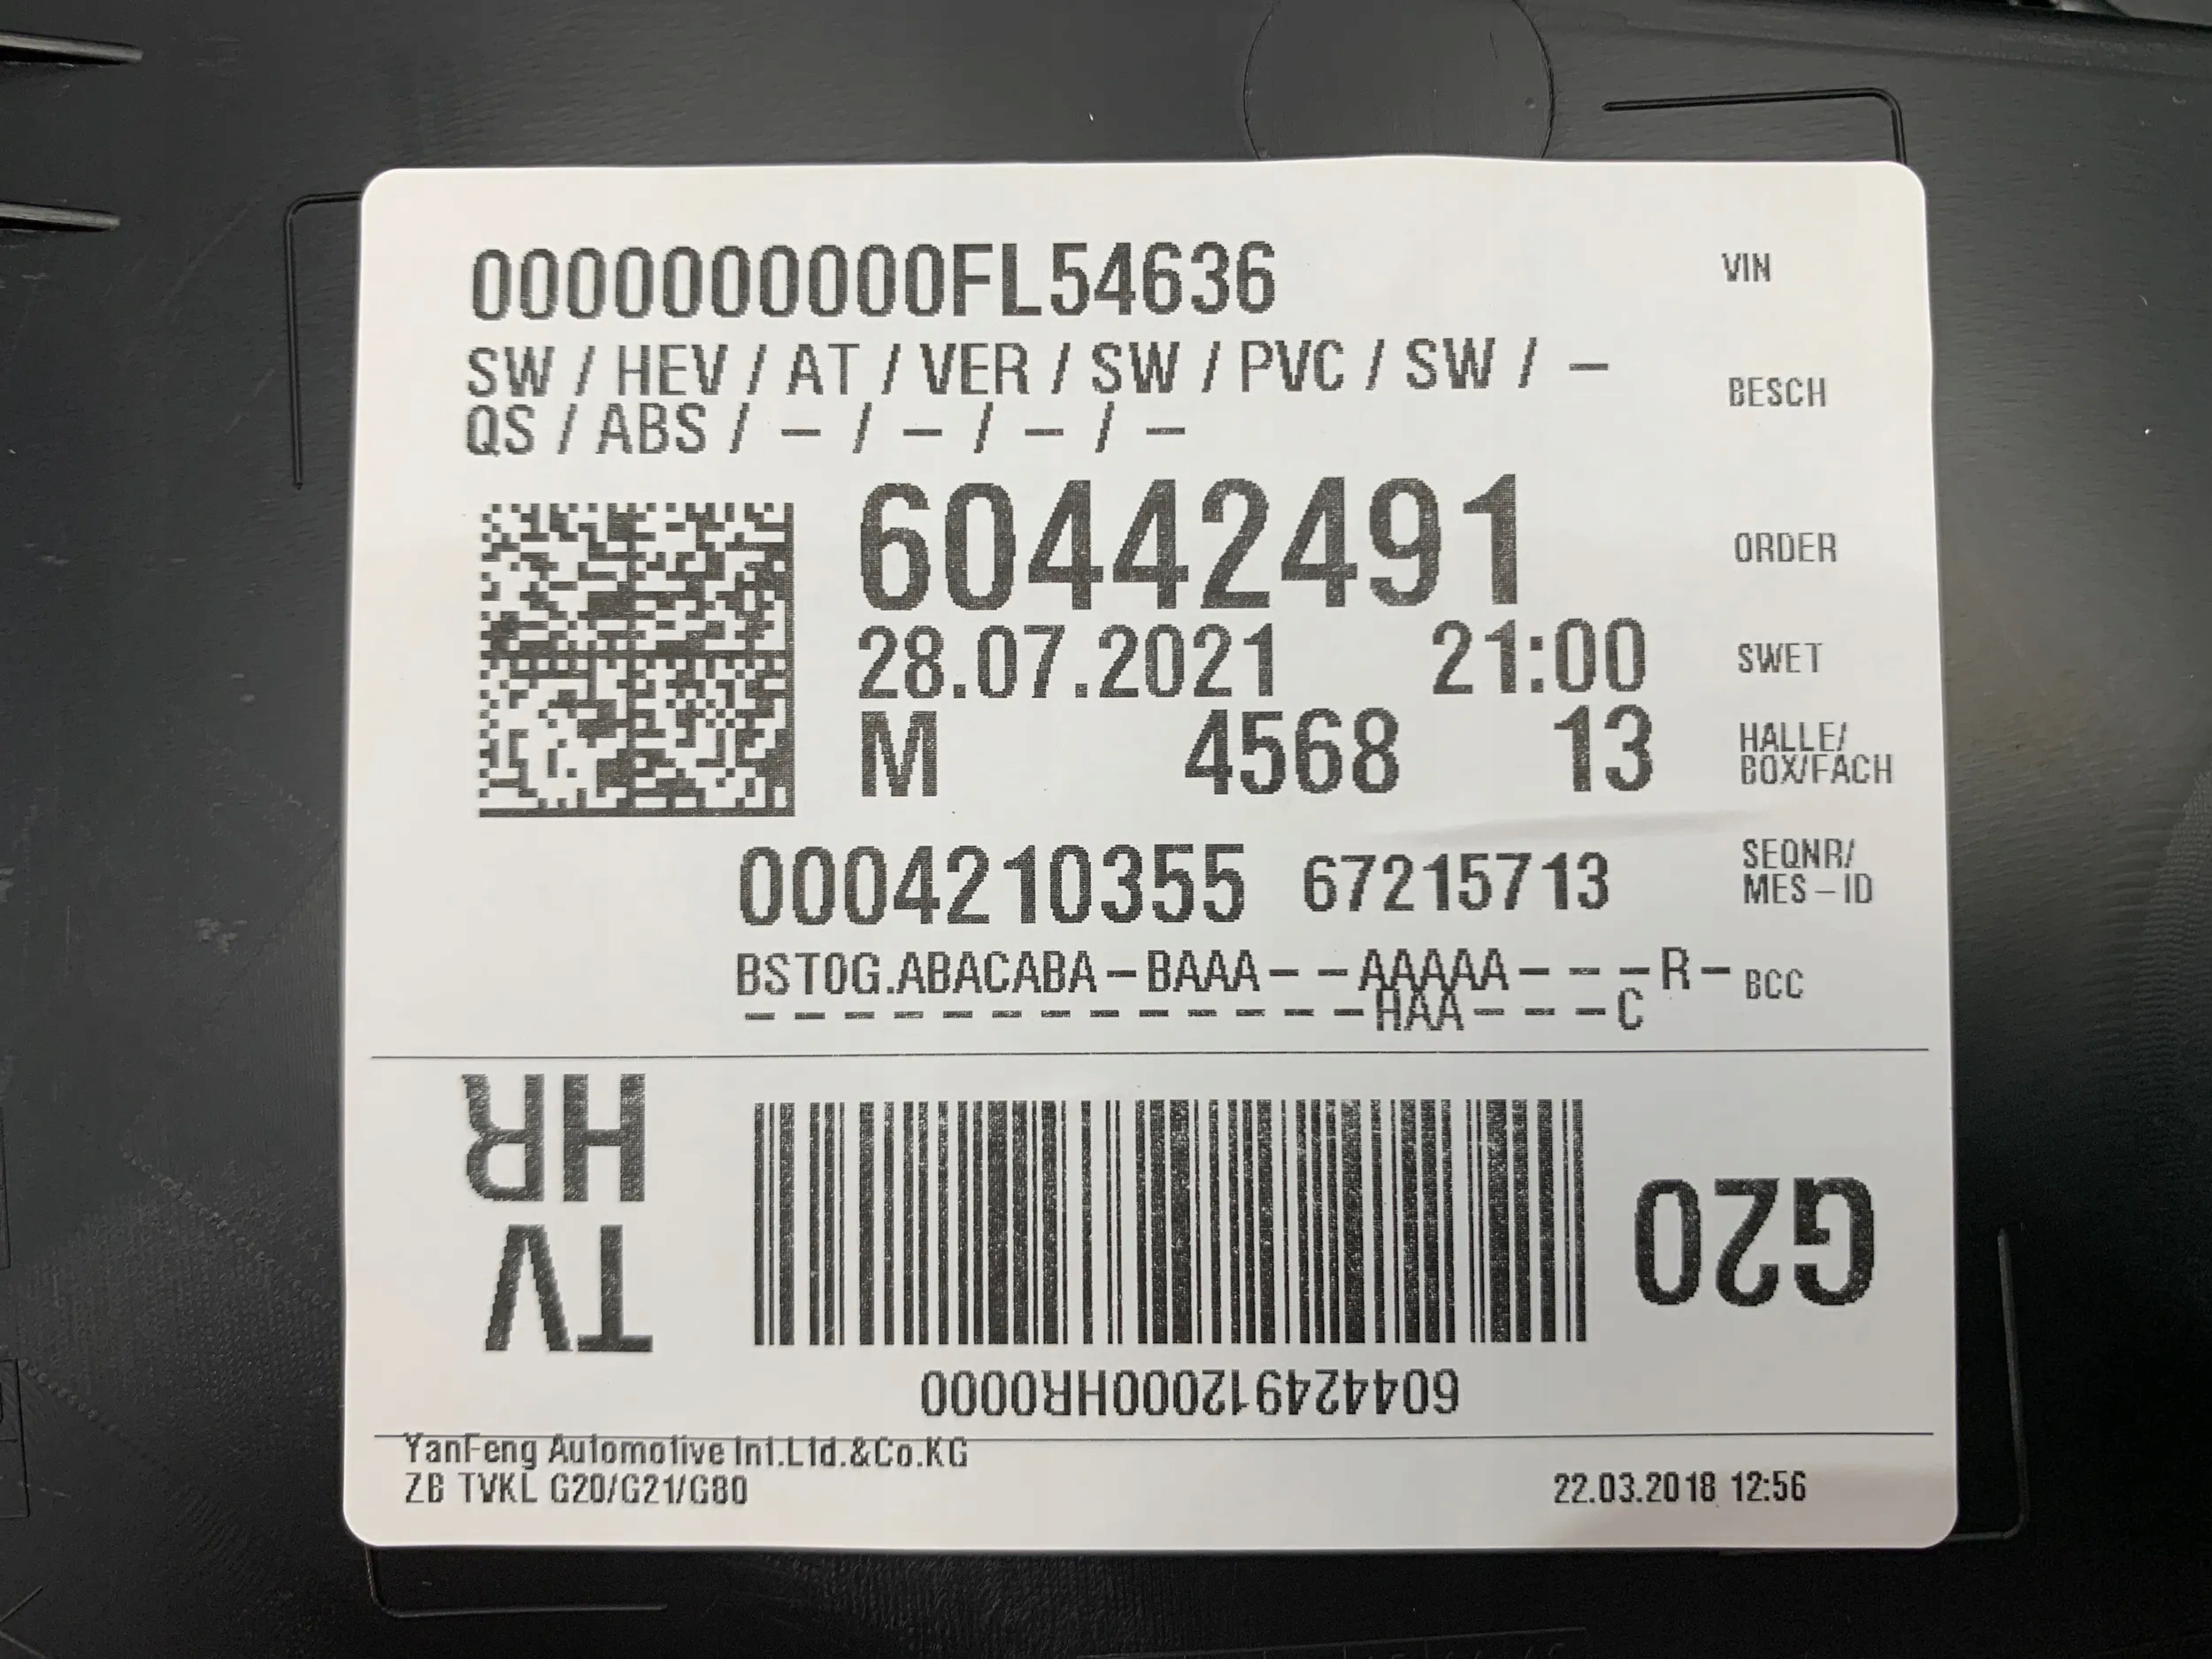 0000000000FL54636 VIN
SW / HEV / AT / VER / SW / PVC / SW / –
BESCH
QS / ABS / – / – / – / –
60442491 ORDER
28.07.2021 21:00 SWET
M 4568 13 HALLE/
BOX/FACH
0004210355 67215713 SEQNR/
MES-ID
BST0G.ABACABA-BAAA--AAAAA---R- BCC
-------------HAA---C
TV
HR
G20
604424912000HR0000
YanFeng Automotive Int.Ltd.&Co.KG
ZB TVKL G20/G21/G80 22.03.2018 12:56